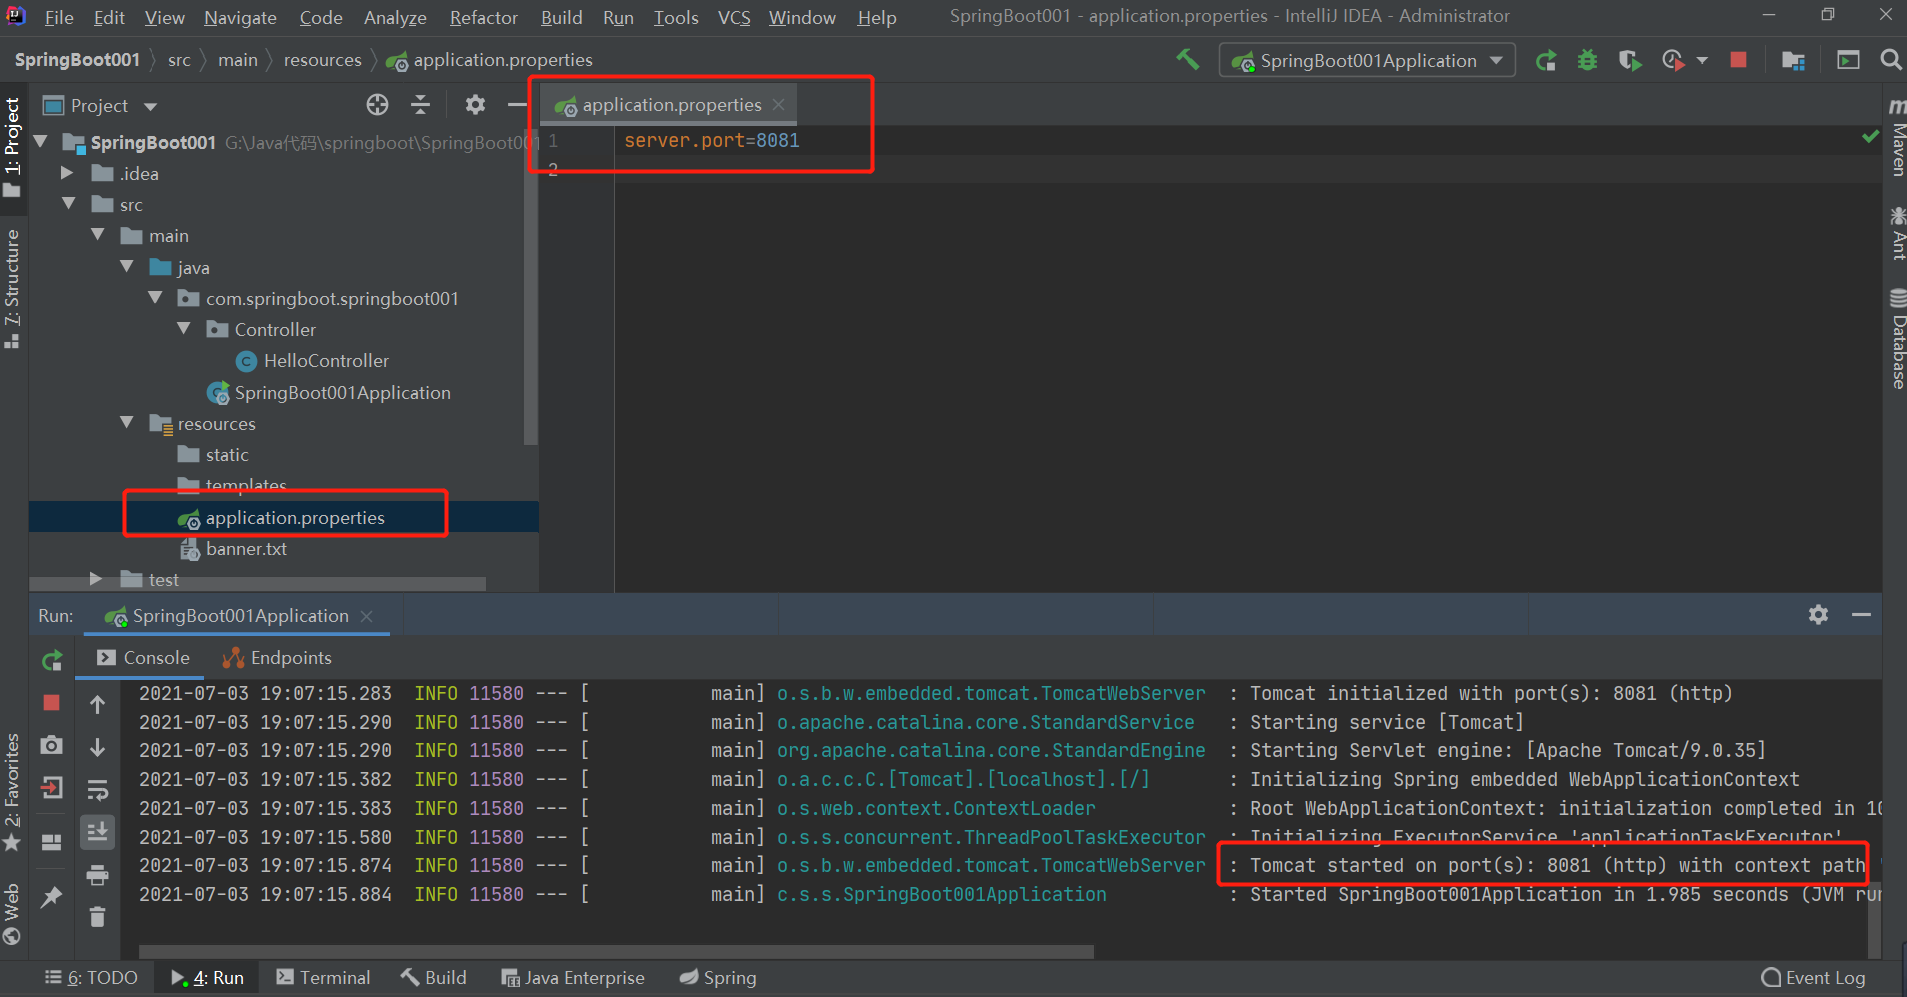 File Edit View Navigate Code Analyze Refactor Build Run Tools VCS Window Help SpringBoot001 - application.properties - IntelliJ IDEA - Administrator
SpringBoot001 src main resources application.properties SpringBoot001Application
Project
application.properties
1: Project
7: Structure
2: Favorites
Web
SpringBoot001 G:\Java代码\springboot\SpringBoot001
.idea
src
main
java
com.springboot.springboot001
Controller
HelloController
SpringBoot001Application
resources
static
templates
application.properties
banner.txt
test
1 server.port=8081
2
Maven
Ant
Database
Run: SpringBoot001Application
Console Endpoints
2021-07-03 19:07:15.283 INFO 11580 --- [ main] o.s.b.w.embedded.tomcat.TomcatWebServer : Tomcat initialized with port(s): 8081 (http)
2021-07-03 19:07:15.290 INFO 11580 --- [ main] o.apache.catalina.core.StandardService : Starting service [Tomcat]
2021-07-03 19:07:15.290 INFO 11580 --- [ main] org.apache.catalina.core.StandardEngine : Starting Servlet engine: [Apache Tomcat/9.0.35]
2021-07-03 19:07:15.382 INFO 11580 --- [ main] o.a.c.c.C.[Tomcat].[localhost].[/] : Initializing Spring embedded WebApplicationContext
2021-07-03 19:07:15.383 INFO 11580 --- [ main] o.s.web.context.ContextLoader : Root WebApplicationContext: initialization completed in 10
2021-07-03 19:07:15.580 INFO 11580 --- [ main] o.s.s.concurrent.ThreadPoolTaskExecutor : Initializing ExecutorService 'applicationTaskExecutor'
2021-07-03 19:07:15.874 INFO 11580 --- [ main] o.s.b.w.embedded.tomcat.TomcatWebServer : Tomcat started on port(s): 8081 (http) with context path '
2021-07-03 19:07:15.884 INFO 11580 --- [ main] c.s.s.SpringBoot001Application : Started SpringBoot001Application in 1.985 seconds (JVM run
6: TODO 4: Run Terminal Build Java Enterprise Spring Event Log